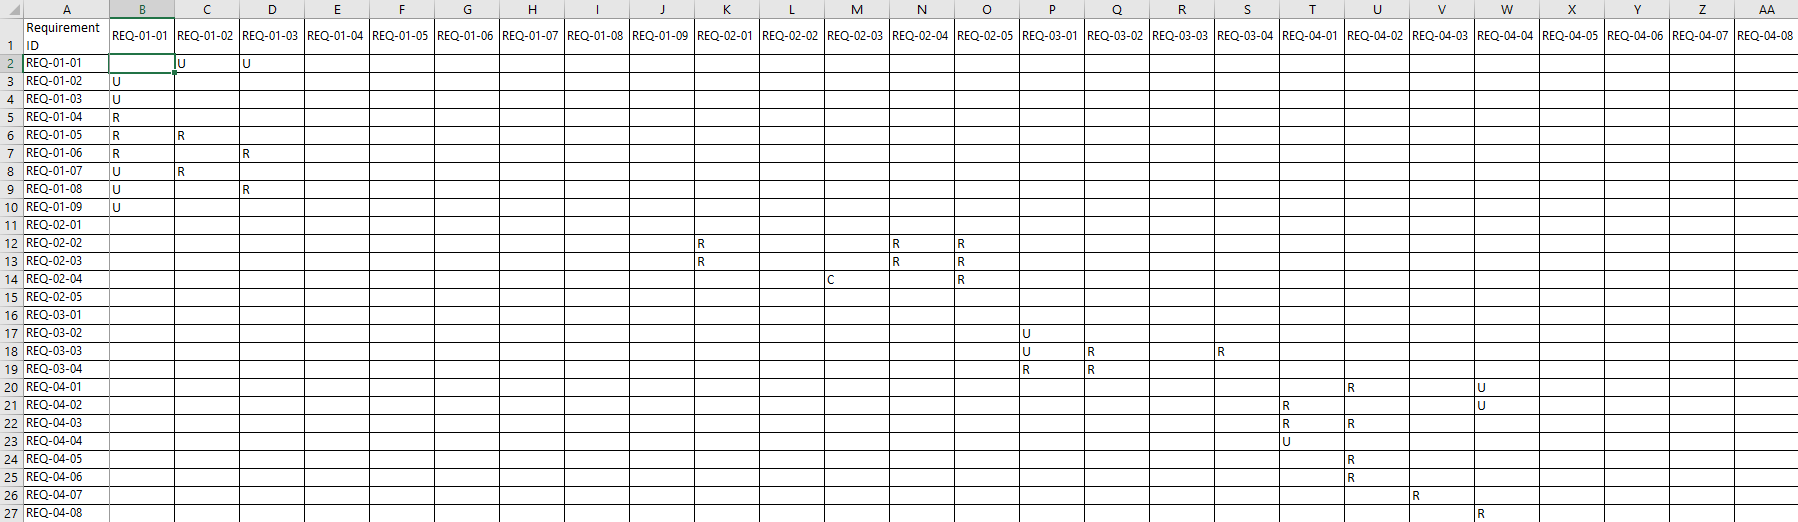 A B C D E F G H I J K L M N O P Q R S T U V W X Y Z AA
1 Requirement ID REQ-01-01 REQ-01-02 REQ-01-03 REQ-01-04 REQ-01-05 REQ-01-06 REQ-01-07 REQ-01-08 REQ-01-09 REQ-02-01 REQ-02-02 REQ-02-03 REQ-02-04 REQ-02-05 REQ-03-01 REQ-03-02 REQ-03-03 REQ-03-04 REQ-04-01 REQ-04-02 REQ-04-03 REQ-04-04 REQ-04-05 REQ-04-06 REQ-04-07 REQ-04-08
2 REQ-01-01 U U
3 REQ-01-02 U
4 REQ-01-03 U
5 REQ-01-04 R
6 REQ-01-05 R R
7 REQ-01-06 R R
8 REQ-01-07 U R
9 REQ-01-08 U R
10 REQ-01-09 U
11 REQ-02-01
12 REQ-02-02 R R R
13 REQ-02-03 R R R
14 REQ-02-04 C R
15 REQ-02-05
16 REQ-03-01
17 REQ-03-02 U
18 REQ-03-03 U R R
19 REQ-03-04 R R
20 REQ-04-01 R U
21 REQ-04-02 R U
22 REQ-04-03 R R
23 REQ-04-04 U
24 REQ-04-05 R
25 REQ-04-06 R
26 REQ-04-07 R
27 REQ-04-08 R